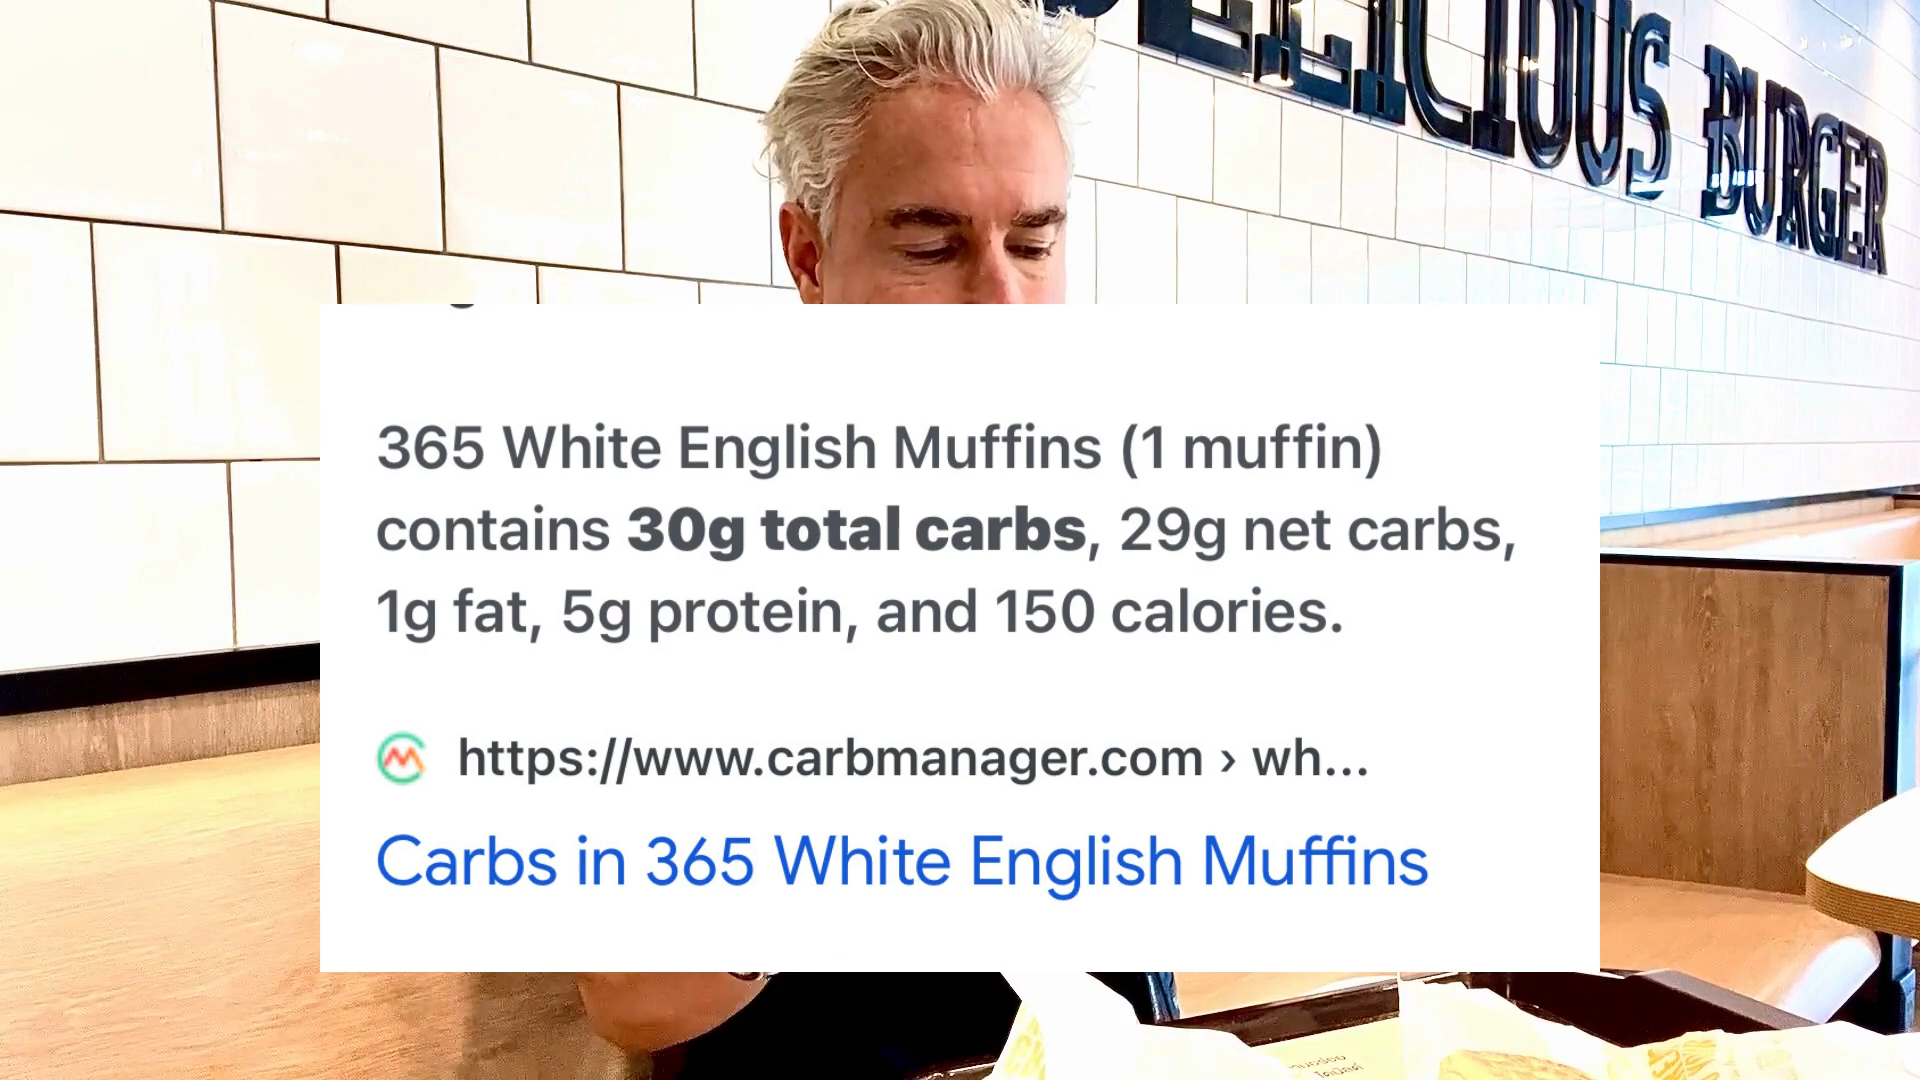 DELICIOUS BURGER
365 White English Muffins (1 muffin)
contains 30g total carbs, 29g net carbs,
1g fat, 5g protein, and 150 calories.
https://www.carbmanager.com › wh...
Carbs in 365 White English Muffins